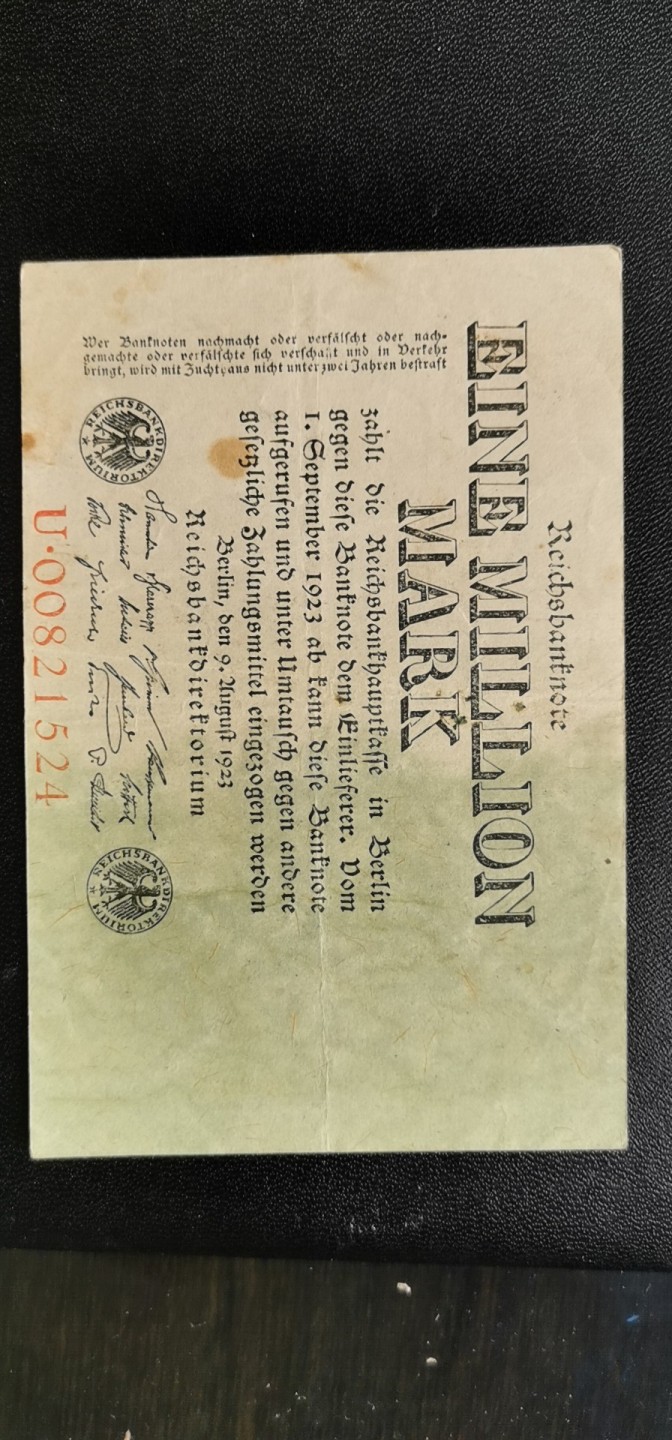 Reichsbanknote
EINE MILLION
MARK
zahlt die Reichsbankhauptkasse in Berlin
gegen diese Banknote dem Einlieferer. Vom
1. September 1923 ab kann diese Banknote
aufgerufen und unter Umtausch gegen andere
gesetzliche Zahlungsmittel eingezogen werden
Berlin, den 9. August 1923
Reichsbankdirektorium
REICHSBANKDIREKTORIUM
REICHSBANKDIREKTORIUM
U·00821524
Wer Banknoten nachmacht oder verfälscht oder nach-
gemachte oder verfälschte sich verschafft und in Verkehr
bringt, wird mit Zuchthaus nicht unter zwei Jahren bestraft